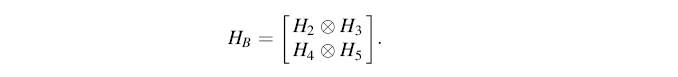 H_B = [ H_2 ⊗ H_3
H_4 ⊗ H_5 ].